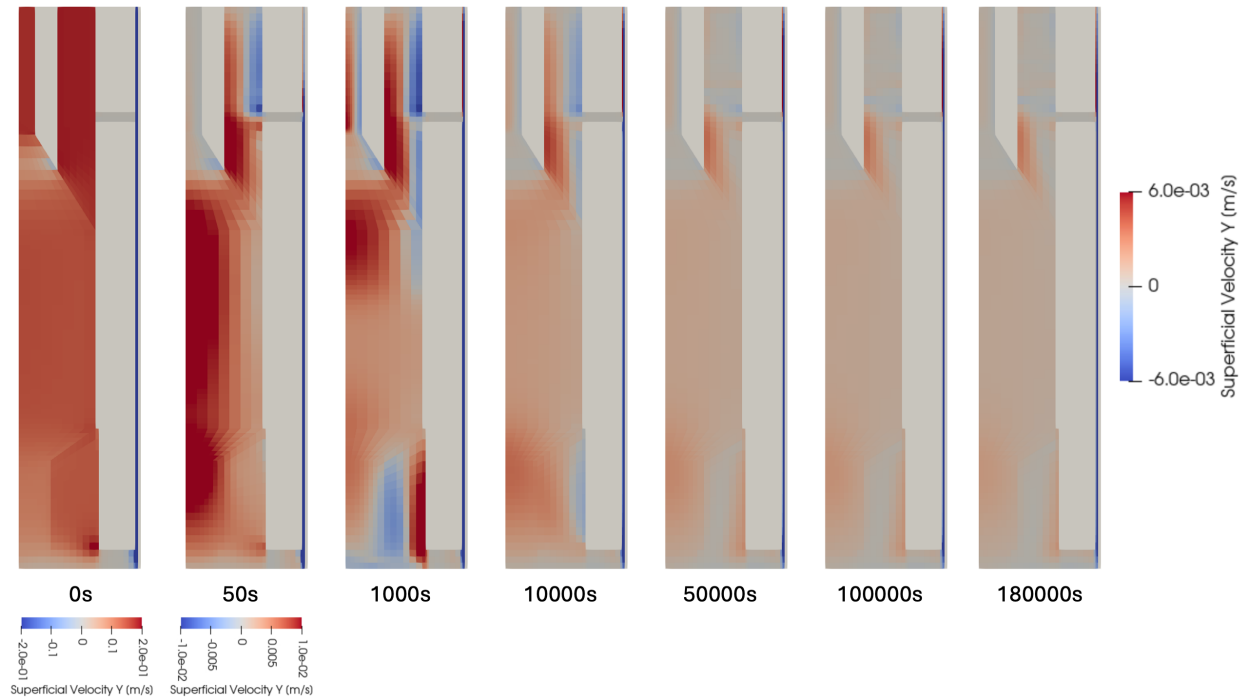 6.0e-03
0
-6.0e-03
Superficial Velocity Y (m/s)
0s
50s
1000s
10000s
50000s
100000s
180000s
-2.0e-01
-0.1
0
0.1
2.0e-01
Superficial Velocity Y (m/s)
-1.0e-02
-0.005
0
0.005
1.0e-02
Superficial Velocity Y (m/s)